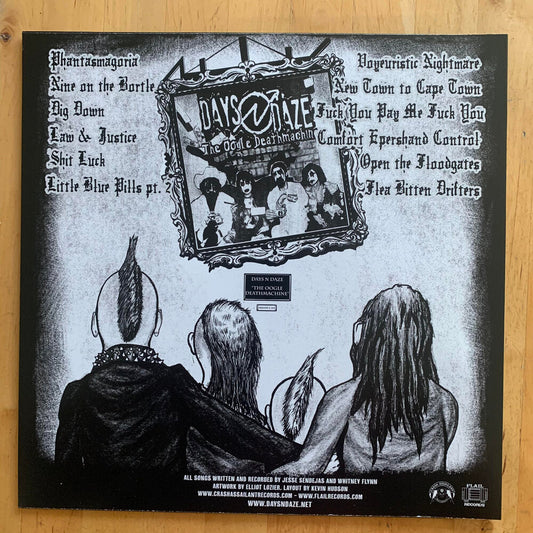 Phantasmagoria
Nine on the Bortle
Dig Down
Law & Justice
Shit Luck
Little Blue Pills pt. 2
DAYS N DAZE
The Oogle Deathmachine
Voyeuristic Nightmare
New Town to Cape Town
Fuck You Pay Me Fuck You
Comfort Epershand Control
Open the Floodgates
Flea Bitten Drifters
DAYS N DAZE
"THE OOGLE
DEATHMACHINE"
ALL SONGS WRITTEN AND RECORDED BY JESSE SENDEJAS AND WHITNEY FLYNN
ARTWORK BY ELLIOT LOZIER. LAYOUT BY KEVIN HUDSON
WWW.CRASHASSAILANTRECORDS.COM - WWW.FLAILRECORDS.COM
WWW.DAYSNDAZE.NET
FLAIL
RECORDS